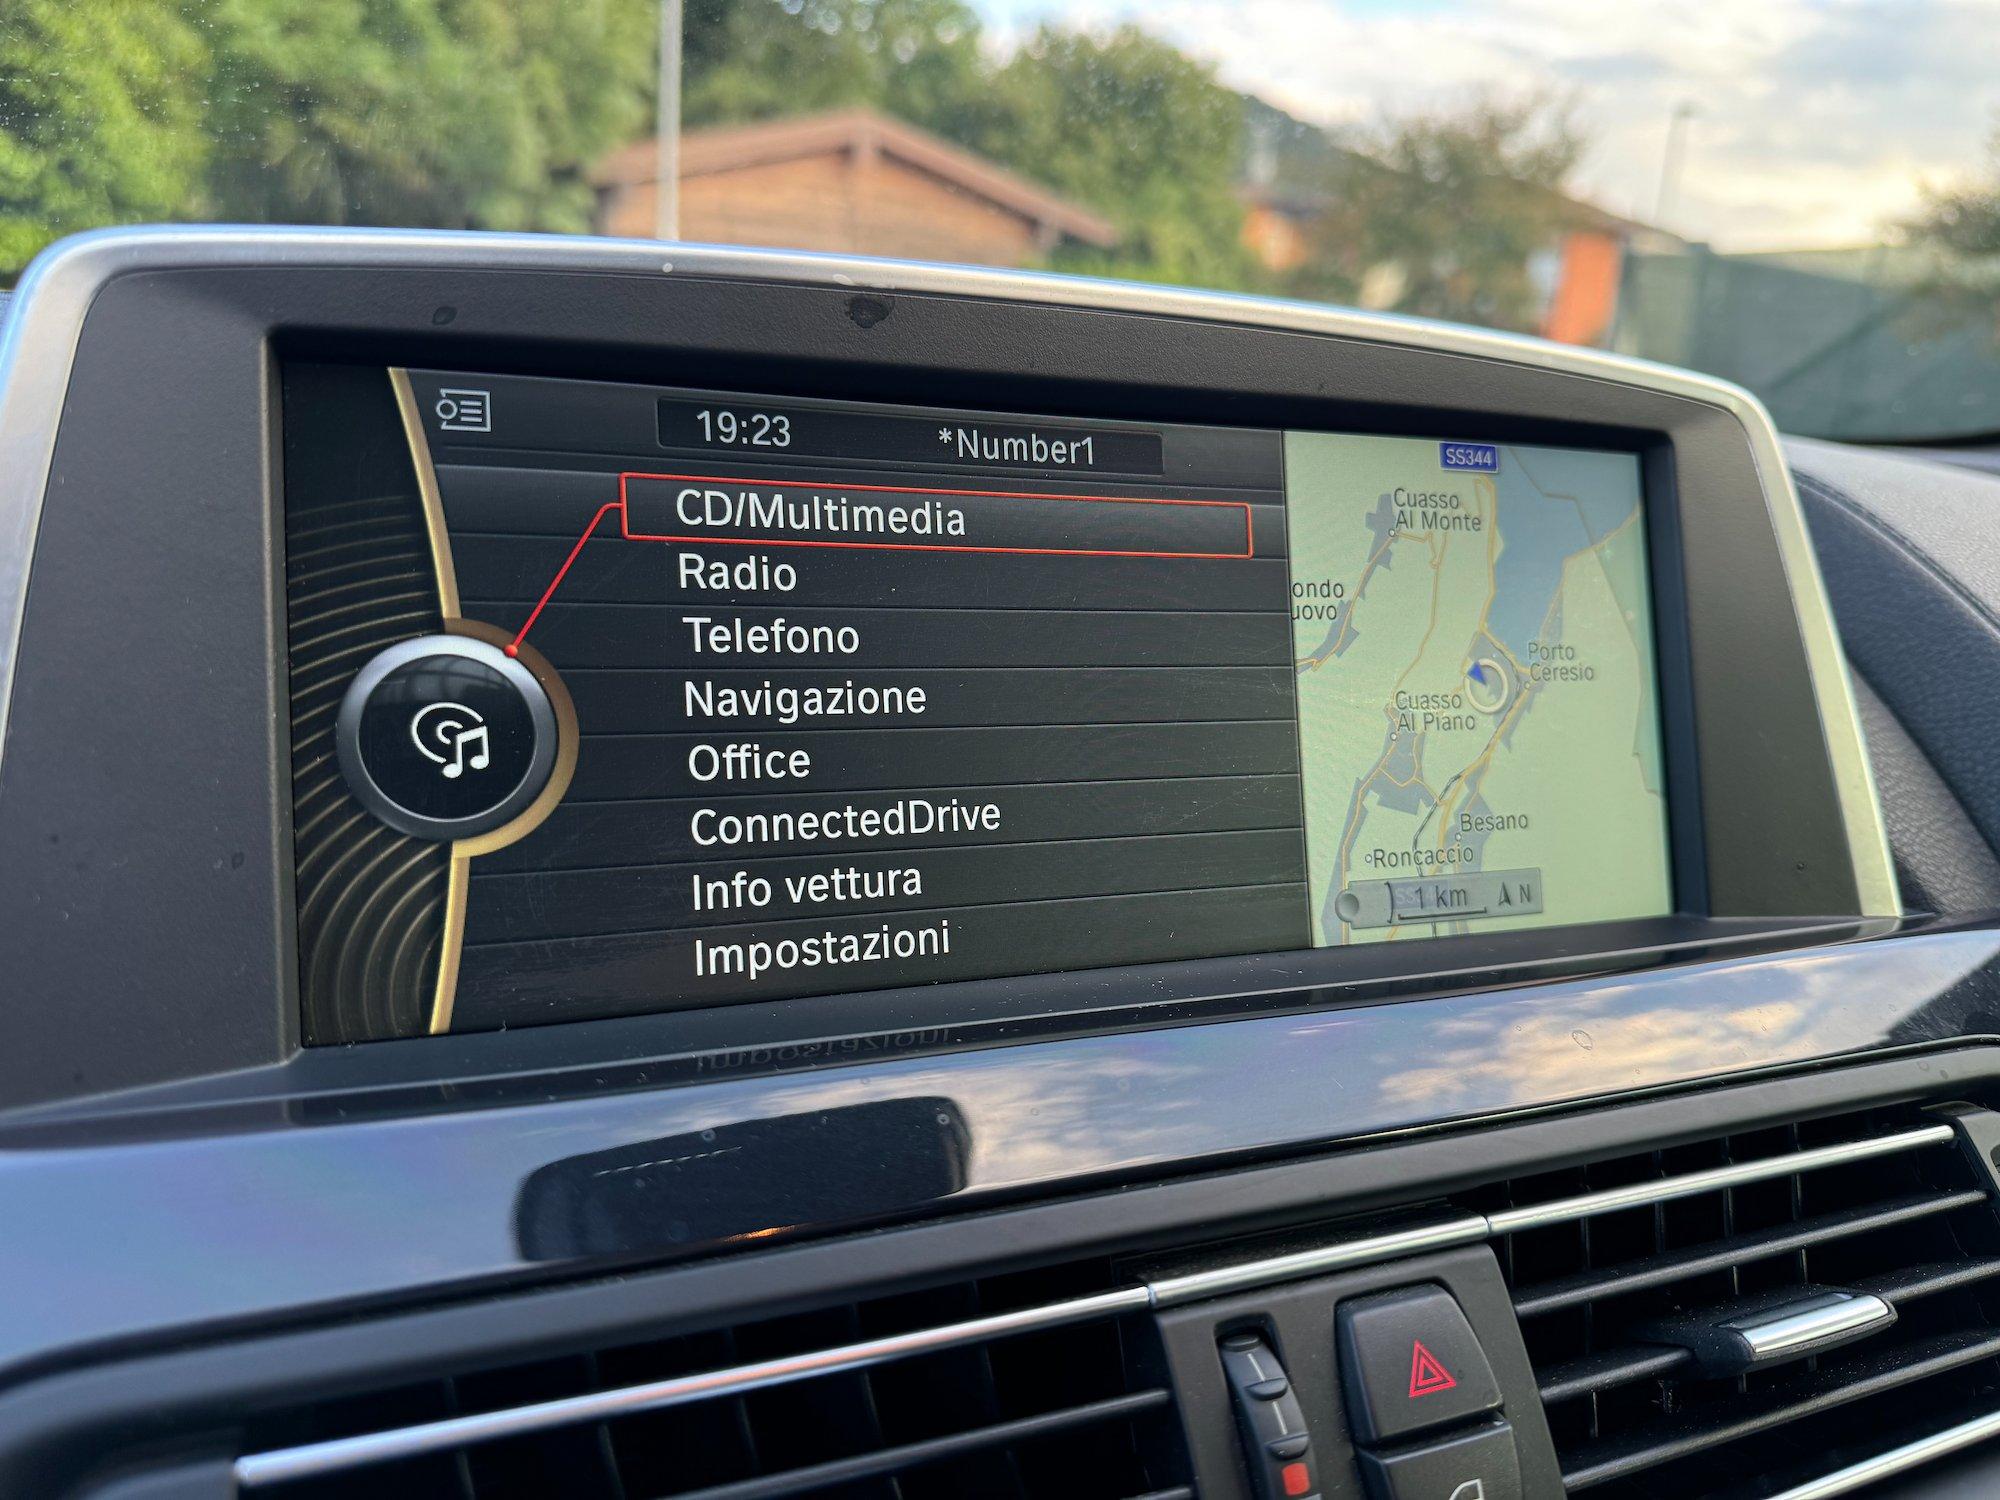 19:23
*Number1
CD/Multimedia
Radio
Telefono
Navigazione
Office
ConnectedDrive
Info vettura
Impostazioni
SS344
Cuasso
Al Monte
ondo
uovo
Porto
Ceresio
Cuasso
Al Piano
Besano
Roncaccio
1 km
N